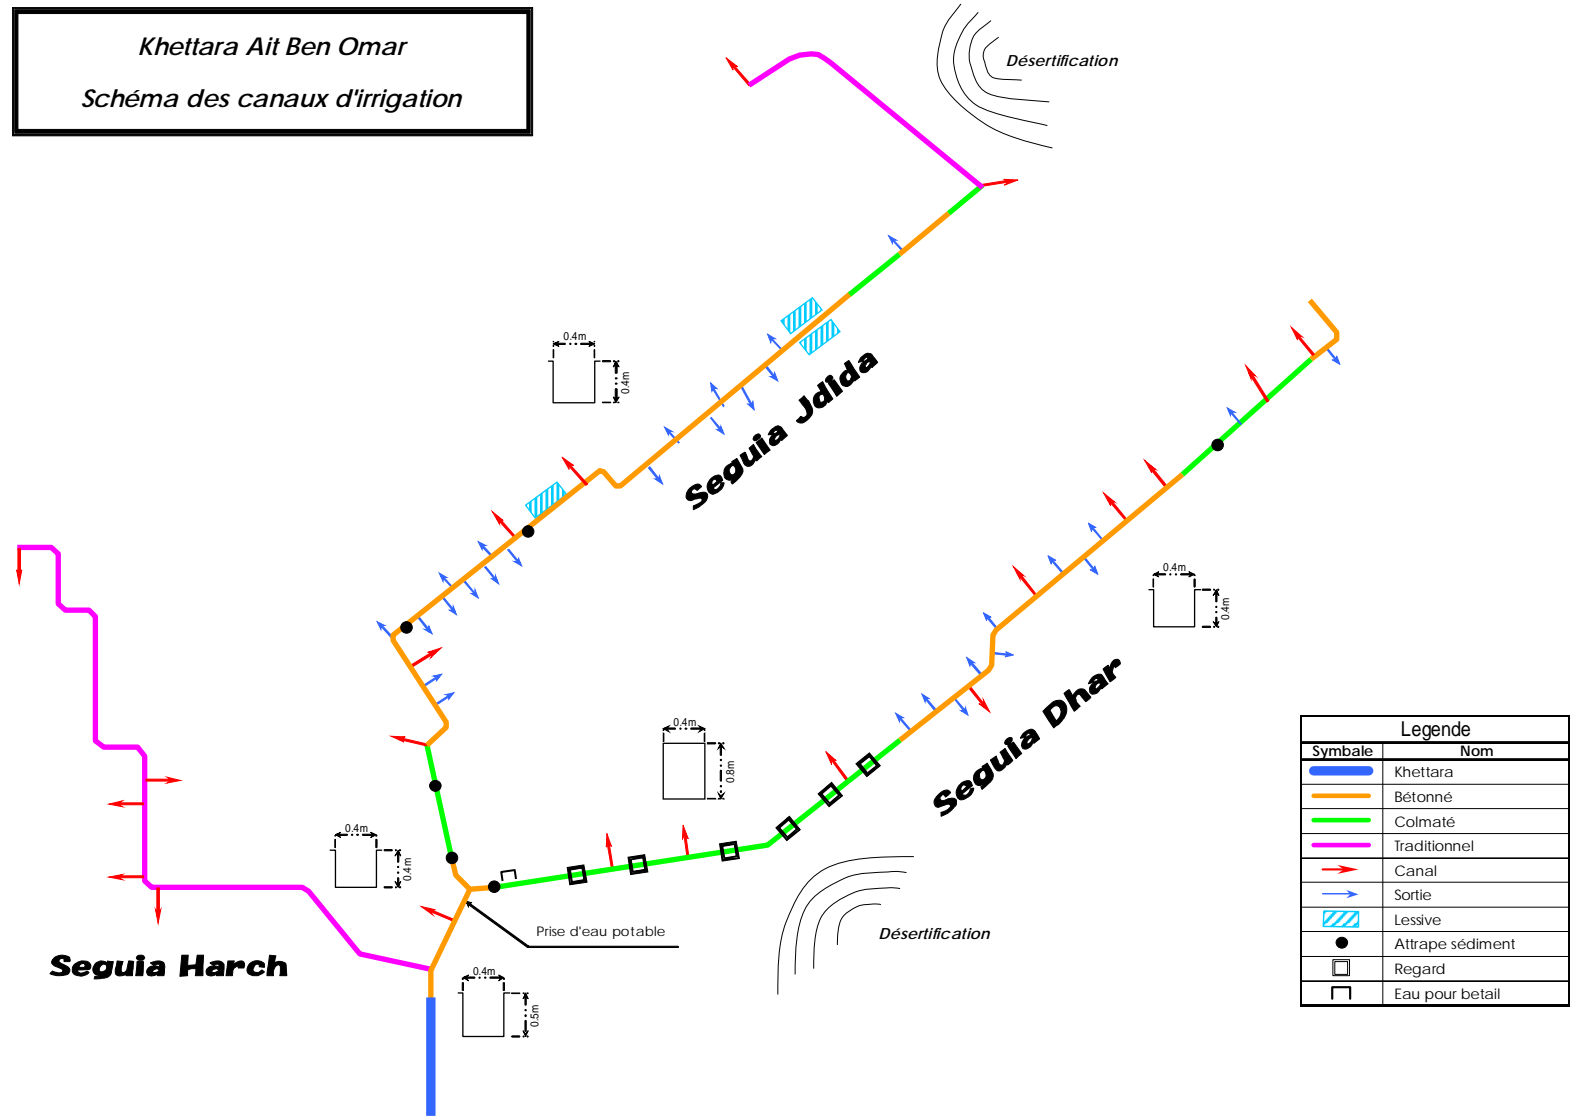 Khettara Ait Ben Omar
Schéma des canaux d'irrigation
Désertification
0.4m
0.4m
Seguia Jdida
0.4m
0.4m
Seguia Dhar
0.4m
0.8m
0.4m
0.4m
Prise d'eau potable
Désertification
Seguia Harch
0.4m
0.5m
Legende
Symbale Nom
Khettara
Bétonné
Colmaté
Traditionnel
Canal
Sortie
Lessive
Attrape sédiment
Regard
Eau pour betail